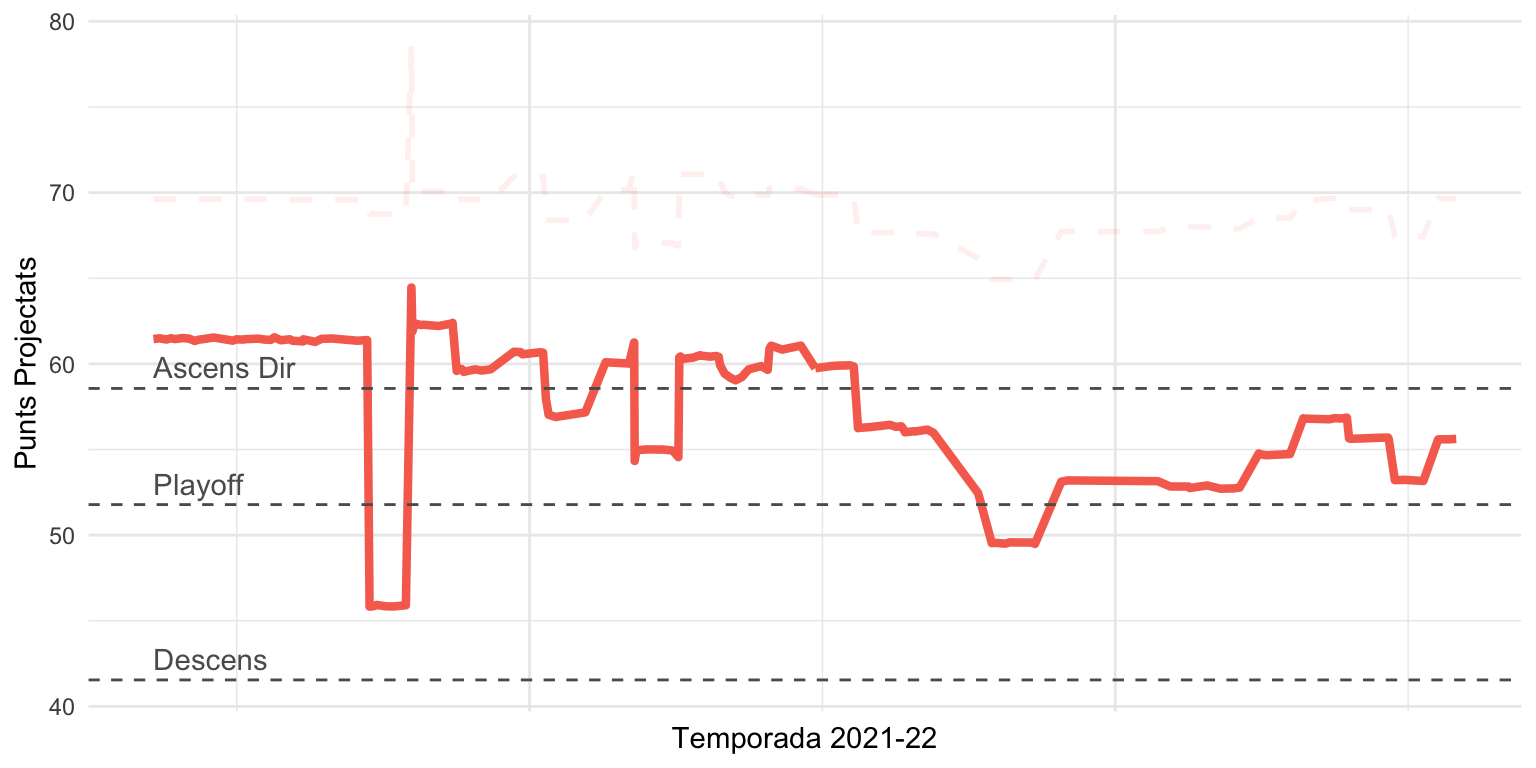 80
70
60
50
40
Punts Projectats
Ascens Dir
Playoff
Descens
Temporada 2021-22